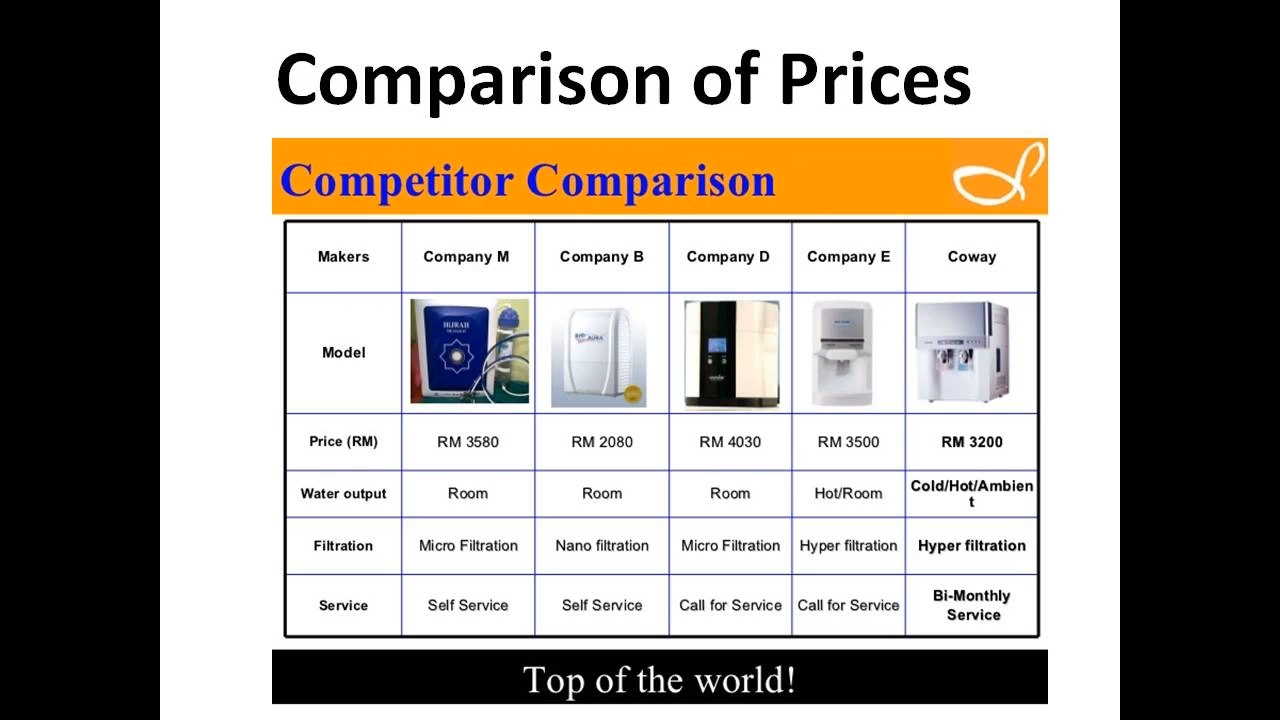 Comparison of Prices
Competitor Comparison
Makers Company M Company B Company D Company E Coway
HIJRAH
Model
Price (RM) RM 3580 RM 2080 RM 4030 RM 3500 RM 3200
Water output Room Room Room Hot/Room Cold/Hot/Ambien
t
Filtration Micro Filtration Nano filtration Micro Filtration Hyper filtration Hyper filtration
Service Self Service Self Service Call for Service Call for Service Bi-Monthly
Service
Top of the world!